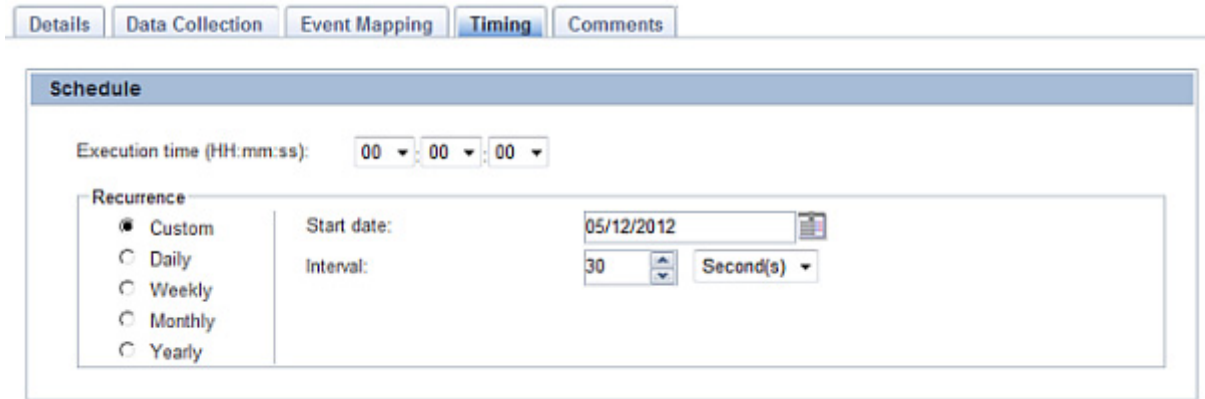 Details Data Collection Event Mapping Timing Comments
Schedule
Execution time (HH:mm:ss): 00 : 00 : 00
Recurrence
Custom Start date: 05/12/2012
Daily Interval: 30 Second(s)
Weekly
Monthly
Yearly